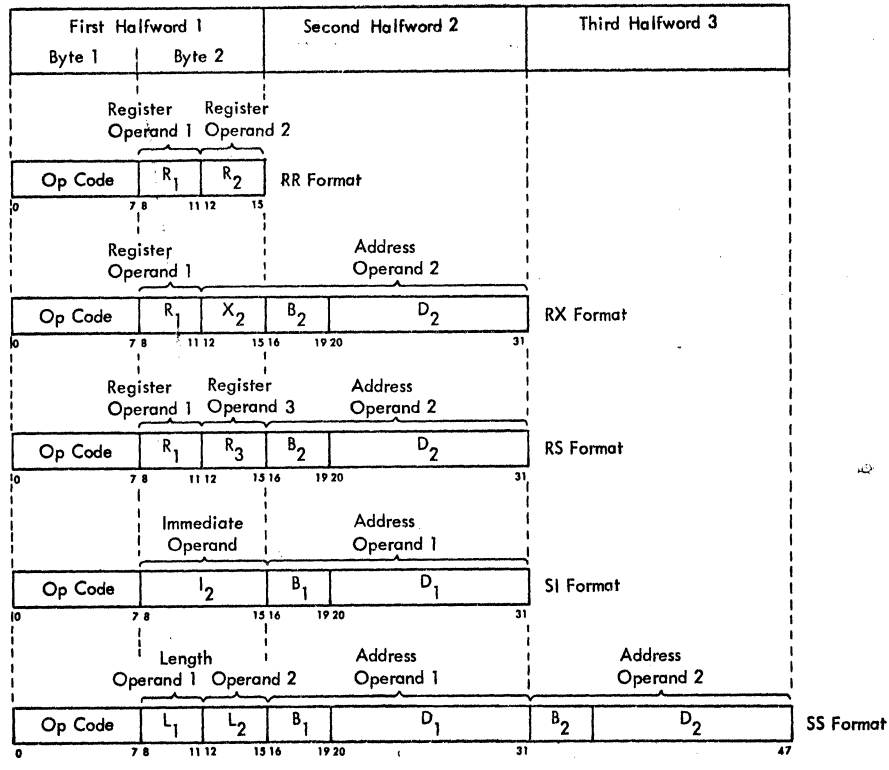 First Halfword 1 Second Halfword 2 Third Halfword 3
Byte 1 Byte 2
Register Register
Operand 1 Operand 2
Op Code R1 R2 RR Format
0 7 8 11 12 15
Register Address
Operand 1 Operand 2
Op Code R1 X2 B2 D2 RX Format
0 7 8 11 12 15 16 19 20 31
Register Register Address
Operand 1 Operand 3 Operand 2
Op Code R1 R3 B2 D2 RS Format
0 7 8 11 12 15 16 19 20 31
Immediate Address
Operand Operand 1
Op Code I2 B1 D1 SI Format
0 7 8 15 16 19 20 31
Length Address Address
Operand 1 Operand 2 Operand 1 Operand 2
Op Code L1 L2 B1 D1 B2 D2 SS Format
0 7 8 11 12 15 16 19 20 31 47